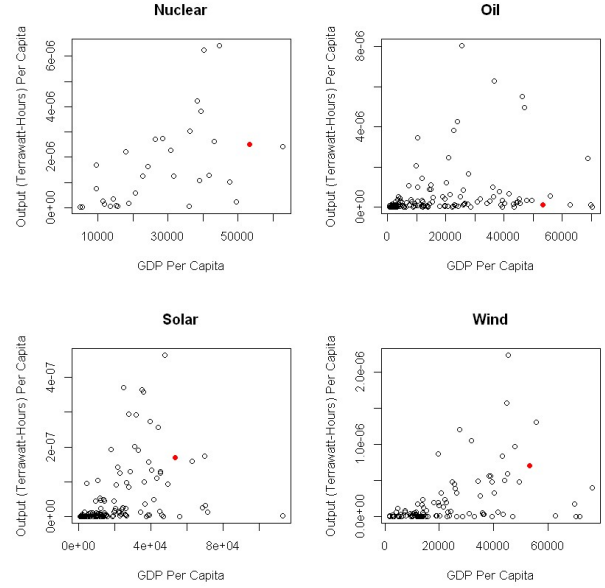 Nuclear
Output (Terrawatt-Hours) Per Capita
0e+00 2e-06 4e-06 6e-06
10000 30000 50000
GDP Per Capita
Oil
Output (Terrawatt-Hours) Per Capita
0e+00 4e-06 8e-06
0 20000 40000 60000
GDP Per Capita
Solar
Output (Terrawatt-Hours) Per Capita
0e+00 2e-07 4e-07
0e+00 4e+04 8e+04
GDP Per Capita
Wind
Output (Terrawatt-Hours) Per Capita
0.0e+00 1.0e-06 2.0e-06
0 20000 40000 60000
GDP Per Capita